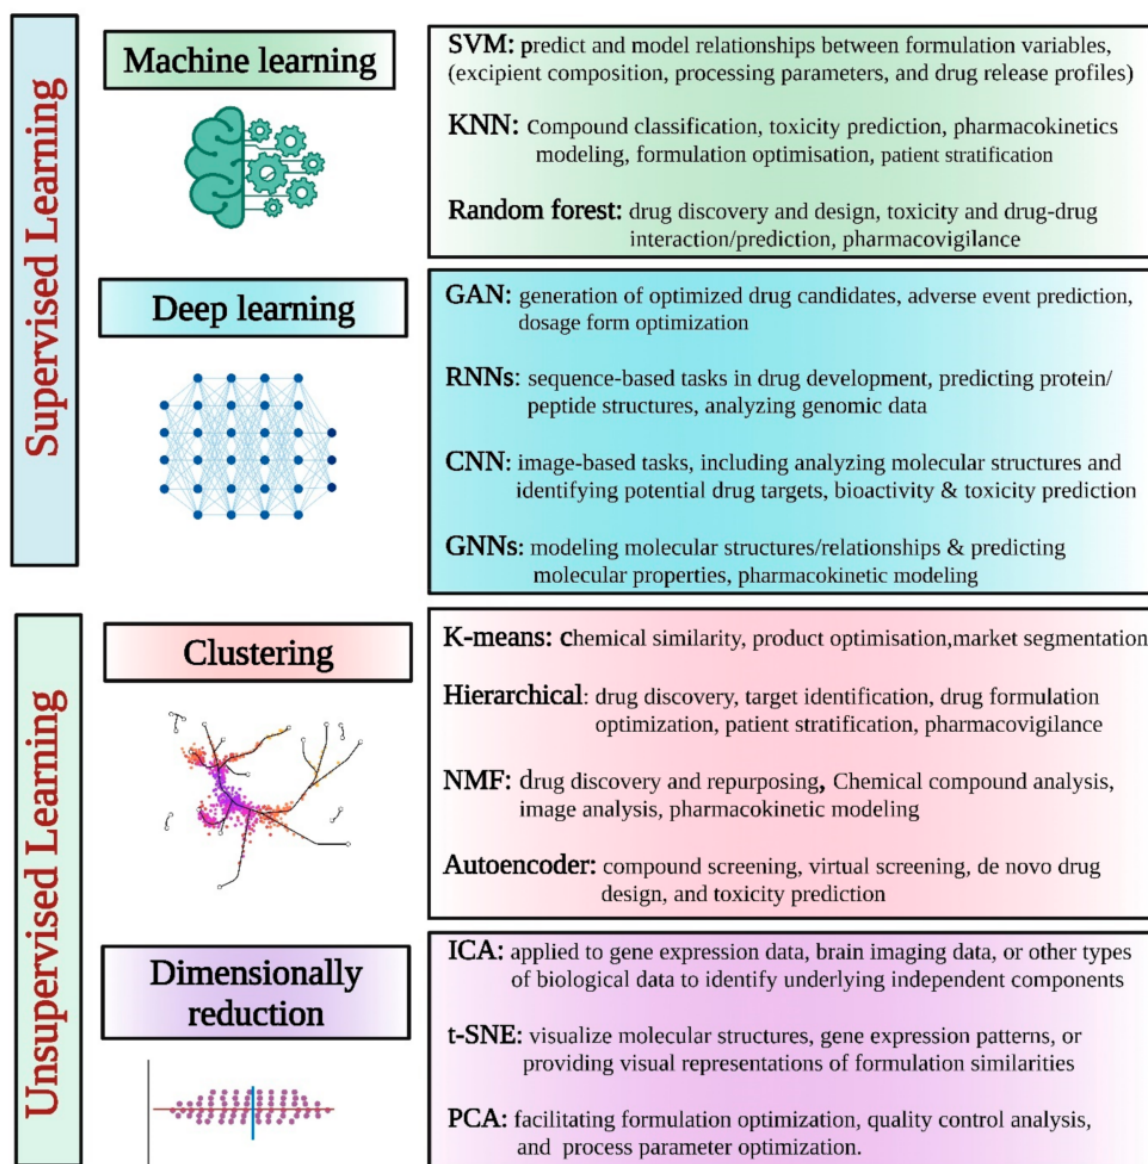 Supervised Learning
Machine learning
SVM: predict and model relationships between formulation variables,
(excipient composition, processing parameters, and drug release profiles)
KNN: Compound classification, toxicity prediction, pharmacokinetics
modeling, formulation optimisation, patient stratification
Random forest: drug discovery and design, toxicity and drug-drug
interaction/prediction, pharmacovigilance
Deep learning
GAN: generation of optimized drug candidates, adverse event prediction,
dosage form optimization
RNNs: sequence-based tasks in drug development, predicting protein/
peptide structures, analyzing genomic data
CNN: image-based tasks, including analyzing molecular structures and
identifying potential drug targets, bioactivity & toxicity prediction
GNNs: modeling molecular structures/relationships & predicting
molecular properties, pharmacokinetic modeling
Unsupervised Learning
Clustering
K-means: chemical similarity, product optimisation,market segmentation
Hierarchical: drug discovery, target identification, drug formulation
optimization, patient stratification, pharmacovigilance
NMF: drug discovery and repurposing, Chemical compound analysis,
image analysis, pharmacokinetic modeling
Autoencoder: compound screening, virtual screening, de novo drug
design, and toxicity prediction
Dimensionally
reduction
ICA: applied to gene expression data, brain imaging data, or other types
of biological data to identify underlying independent components
t-SNE: visualize molecular structures, gene expression patterns, or
providing visual representations of formulation similarities
PCA: facilitating formulation optimization, quality control analysis,
and process parameter optimization.